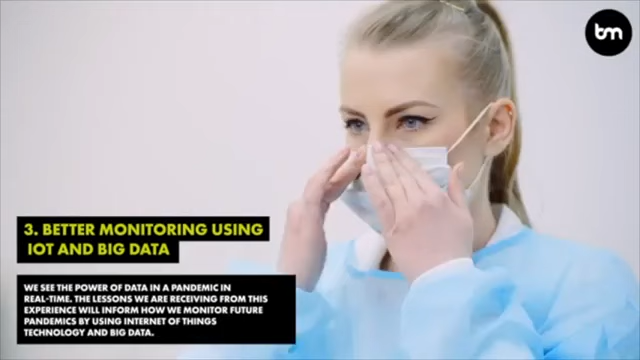 tm
3. BETTER MONITORING USING
IOT AND BIG DATA
WE SEE THE POWER OF DATA IN A PANDEMIC IN
REAL-TIME. THE LESSONS WE ARE RECEIVING FROM THIS
EXPERIENCE WILL INFORM HOW WE MONITOR FUTURE
PANDEMICS BY USING INTERNET OF THINGS
TECHNOLOGY AND BIG DATA.